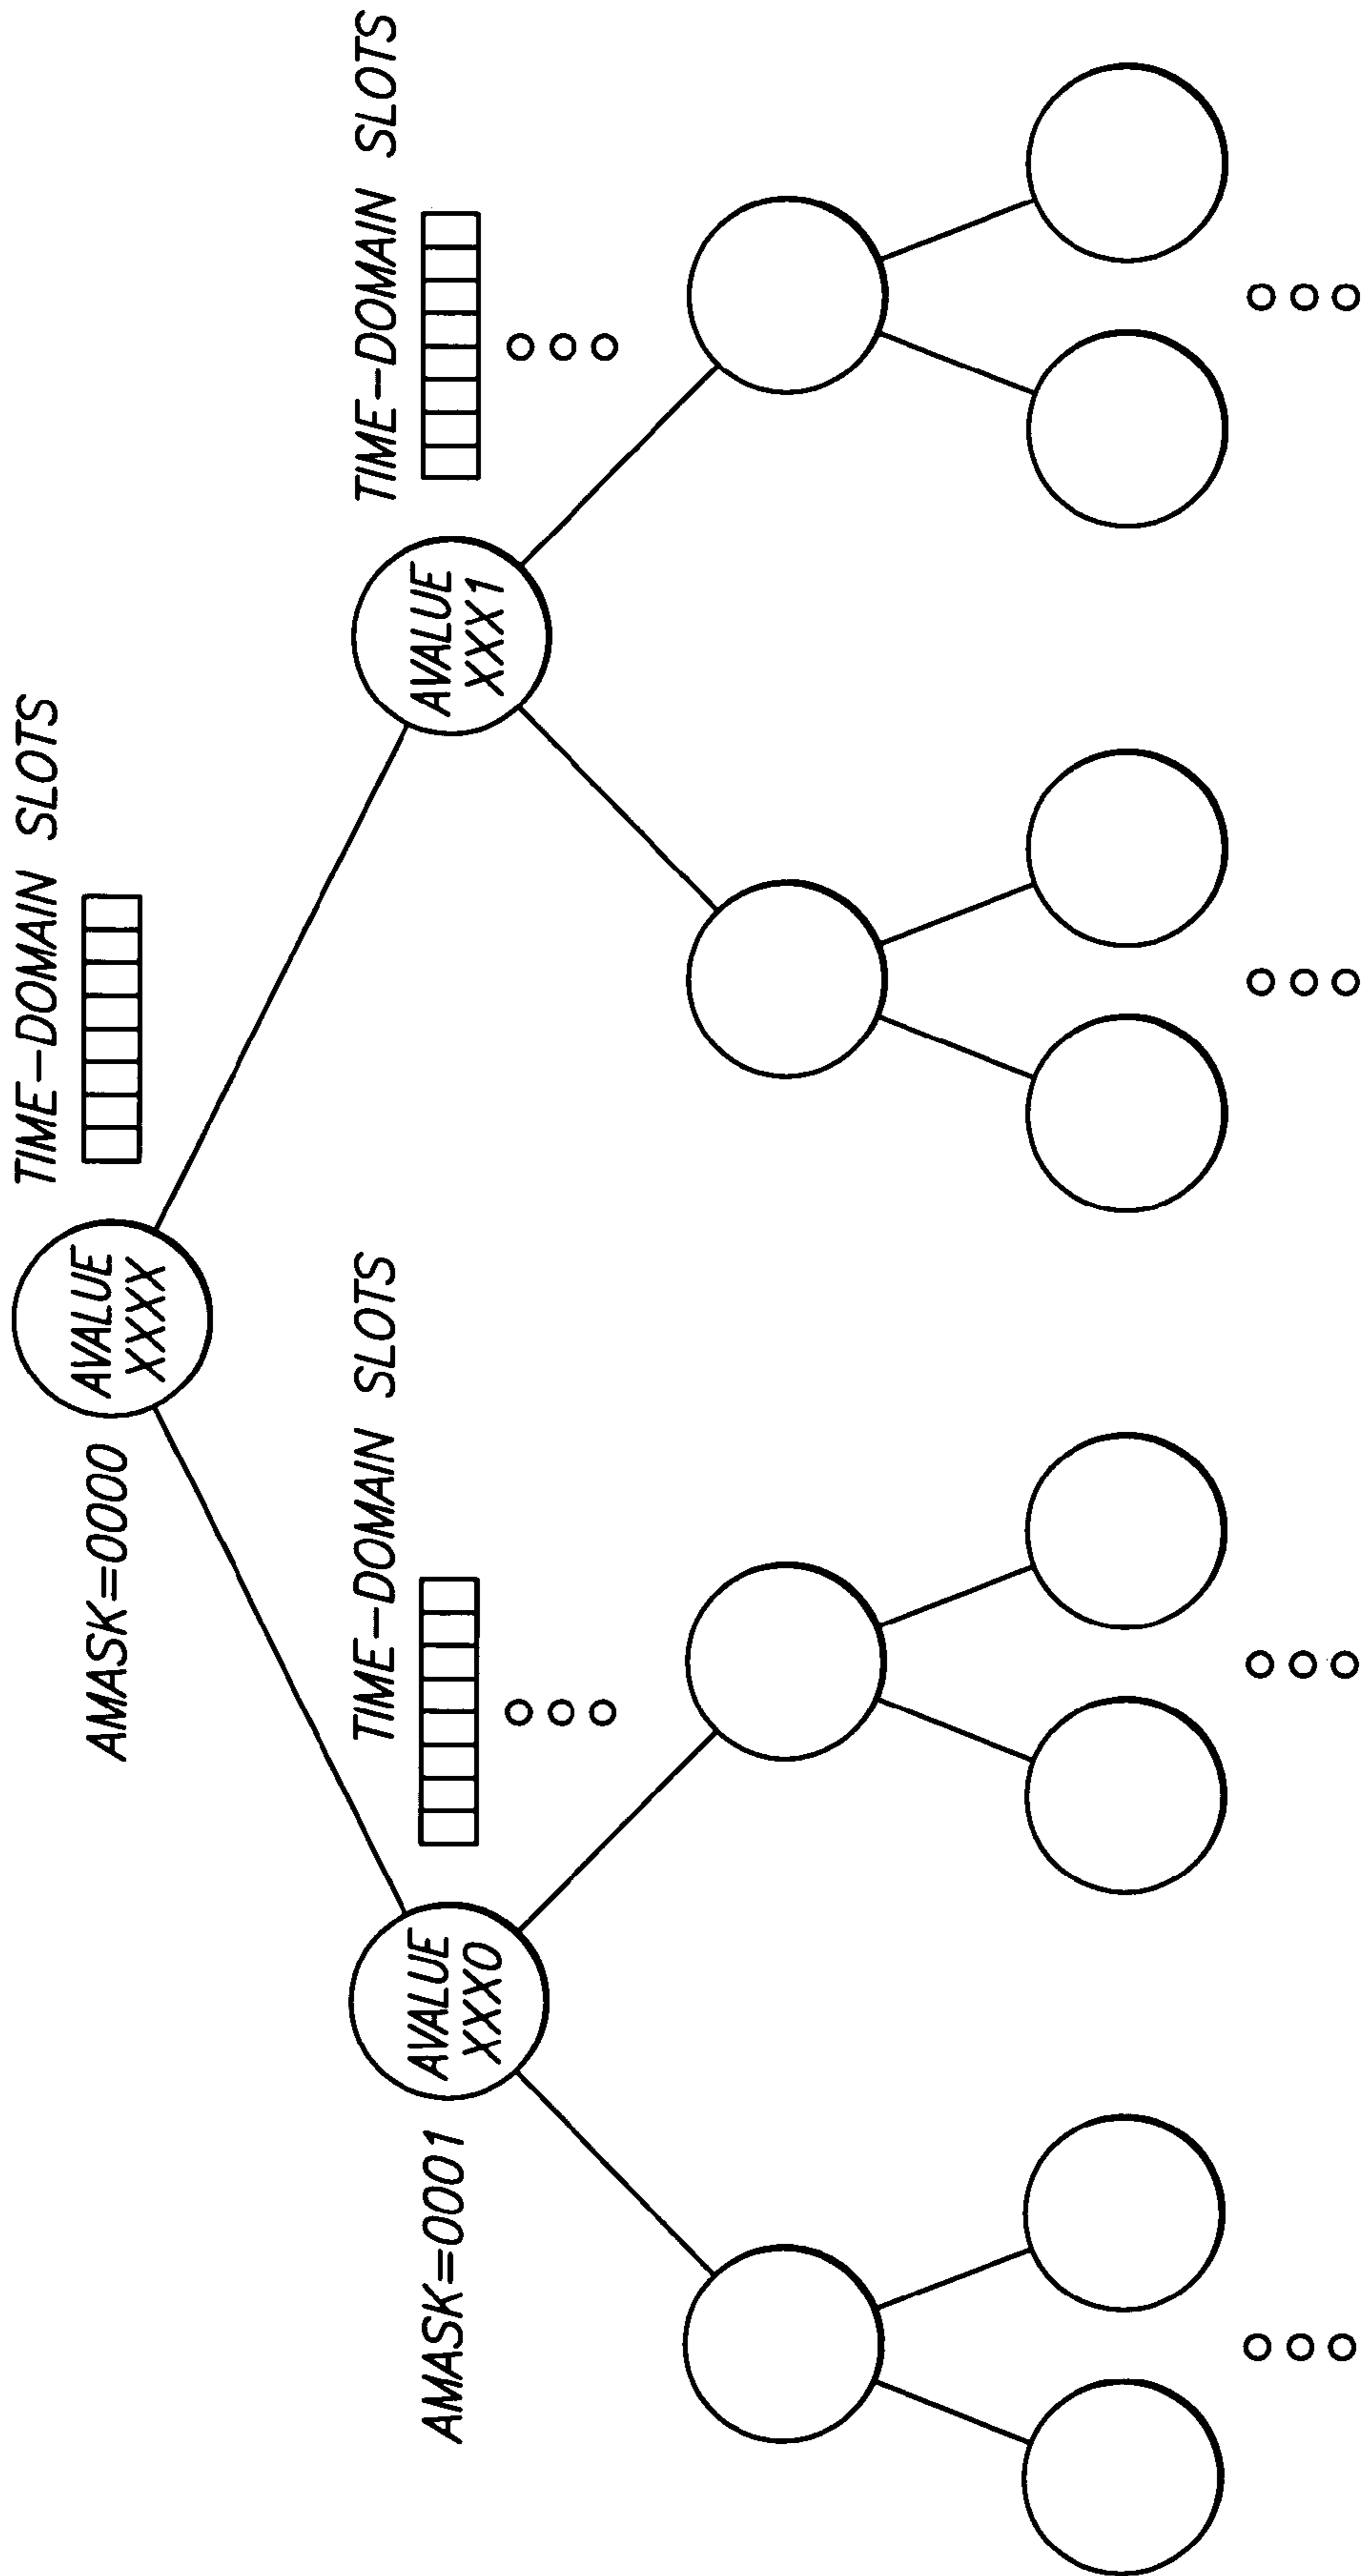 TIME-DOMAIN SLOTS
AMASK=0000
AVALUE
XXXX
TIME-DOMAIN SLOTS
TIME-DOMAIN SLOTS
AMASK=0001
AVALUE
XXX0
AVALUE
XXX1